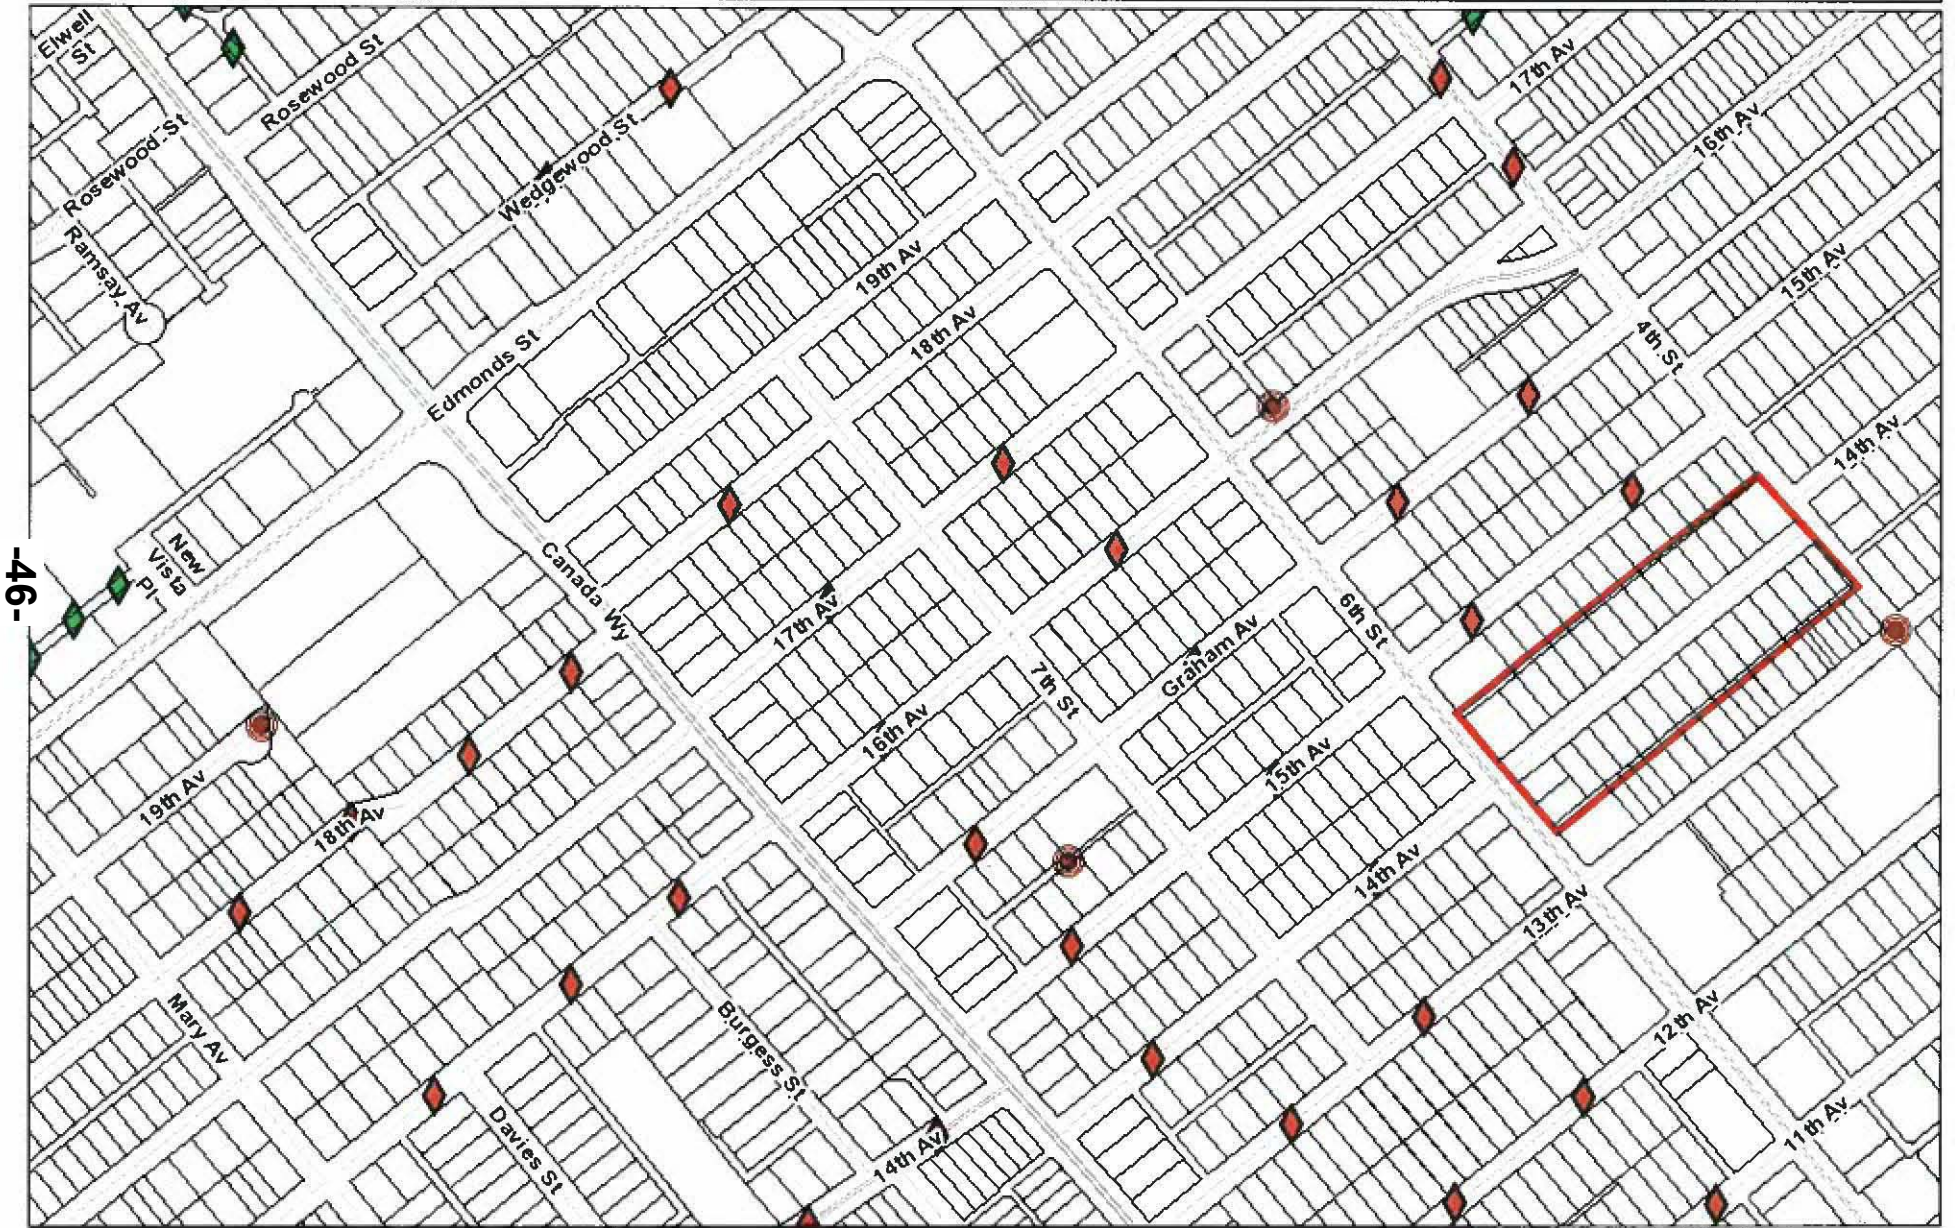 Elwell
St
Rosewood St
Rosewood St
Ramsay Av
Wedgewood St
17th Av
16th Av
15th Av
4th St
14th Av
19th Av
18th Av
Edmonds St
New
Vista
Pl
-46-
Canada Wy
17th Av
6th St
Graham Av
7th St
16th Av
15th Av
19th Av
18th Av
14th Av
13th Av
Mary Av
Burgess St
12th Av
Davies St
14th Av
11th Av